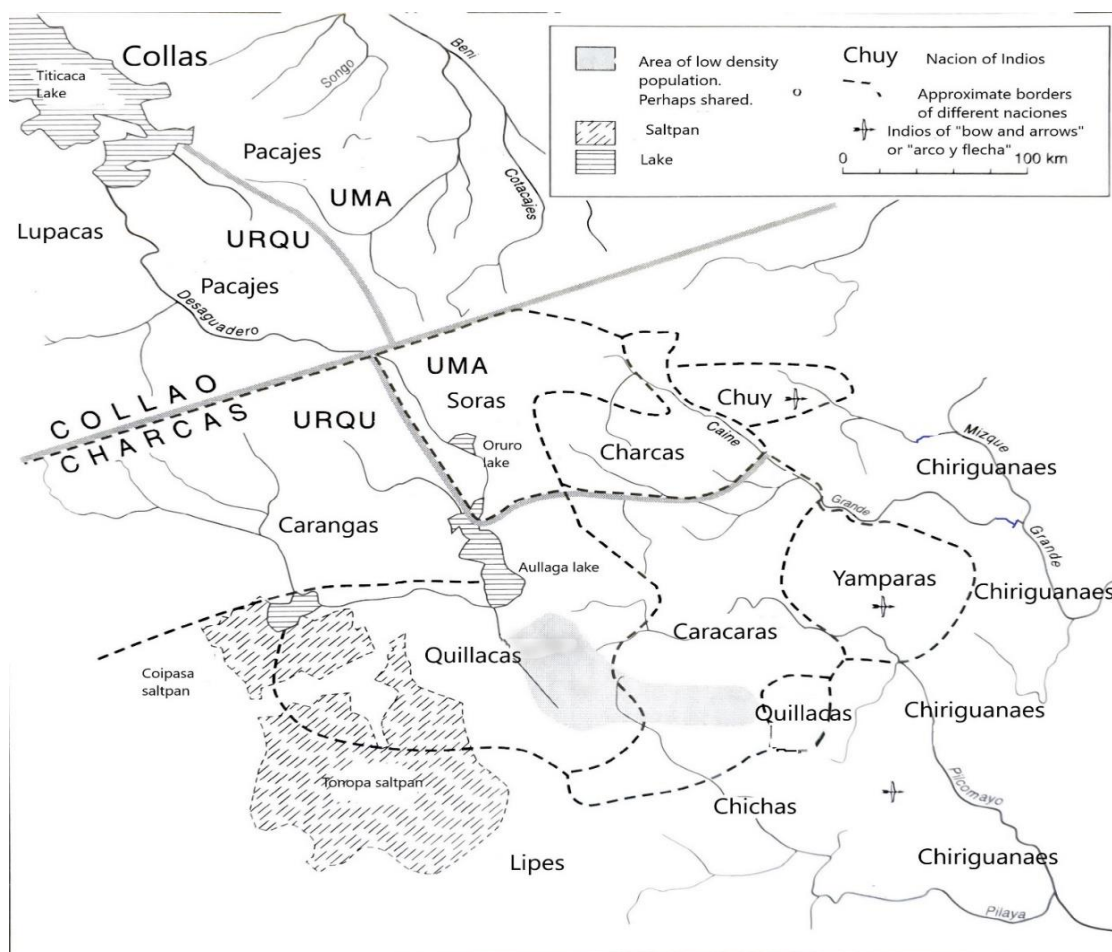 Collas
Titicaca
Lake
Songo
Beni
Pacajes
UMA
Cotacajes
Lupacas
URQU
Pacajes
Desaguadero
Area of low density
population.
Perhaps shared.
Saltpan
Lake
Chuy
Nacion of Indios
Approximate borders
of different naciones
Indios of "bow and arrows"
or "arco y flecha"
0
100 km
COLLAO
CHARCAS
UMA
Soras
URQU
Oruro
lake
Charcas
Chuy
Caine
Mizque
Chiriguanaes
Grande
Grande
Carangas
Aullaga lake
Yamparas
Chiriguanaes
Caracaras
Coipasa
saltpan
Quillacas
Quillacas
Chiriguanaes
Tonopa saltpan
Chichas
Pilcomayo
Lipes
Chiriguanaes
Pilaya